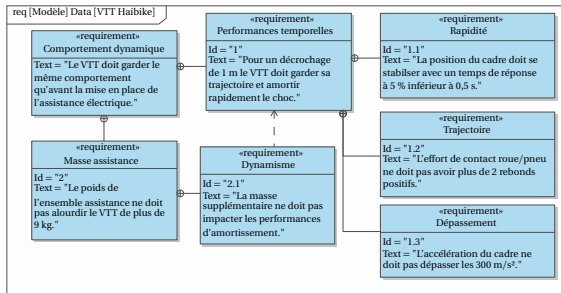 req [Modèle] Data [VTT Haibike]
«requirement»
Comportement dynamique
Text = "Le VTT doit garder le
même comportement
qu'avant la mise en place de
l'assistance électrique."
«requirement»
Performances temporelles
Id = "1"
Text = "Pour un décrochage
de 1 m le VTT doit garder sa
trajectoire et amortir
rapidement le choc."
«requirement»
Rapidité
Id = "1.1"
Text = "La position du cadre doit se
stabilser avec un temps de réponse
à 5 % inférieur à 0,5 s."
«requirement»
Masse assistance
Id = "2"
Text = "Le poids de
l'ensemble assistance ne doit
pas alourdir le VTT de plus de
9 kg."
«requirement»
Dynamisme
Id = "2.1"
Text = "La masse
supplémentaire ne doit pas
impacter les performances
d'amortissement."
«requirement»
Trajectoire
Id = "1.2"
Text = "L'effort de contact roue/pneu
ne doit pas avoir plus de 2 rebonds
positifs."
«requirement»
Dépassement
Id = "1.3"
Text = "L'accélération du cadre ne
doit pas dépasser les 300 m/s²."